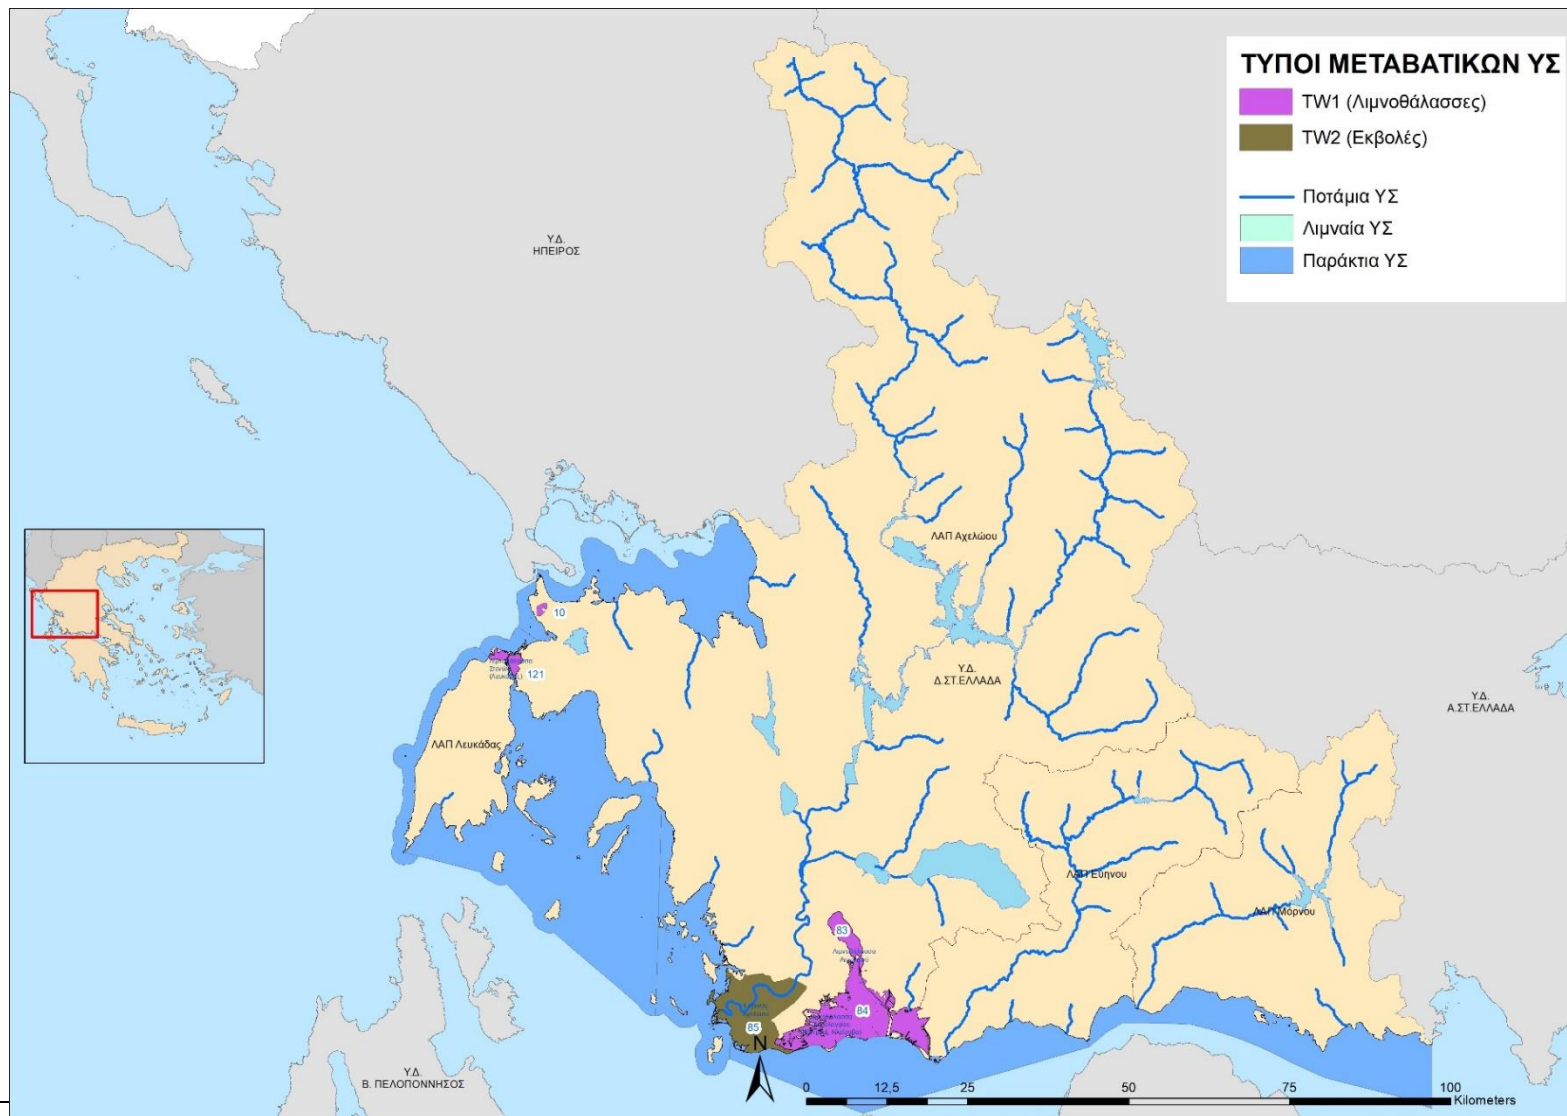 ΤΥΠΟΙ ΜΕΤΑΒΑΤΙΚΩΝ ΥΣ
TW1 (Λιμνοθάλασσες)
TW2 (Εκβολές)
Ποτάμια ΥΣ
Λιμναία ΥΣ
Παράκτια ΥΣ
Υ.Δ.
ΗΠΕΙΡΟΣ
ΛΑΠ Αχελώου
10
121
Υ.Δ.
Δ.ΣΤ.ΕΛΛΑΔΑ
Υ.Δ.
Α.ΣΤ.ΕΛΛΑΔΑ
ΛΑΠ Λευκάδας
ΛΑΠ Εύηνου
ΛΑΠ Μόρνου
83
84
85
N
Υ.Δ.
Β. ΠΕΛΟΠΟΝΝΗΣΟΣ
0 12,5 25 50 75 100
Kilometers